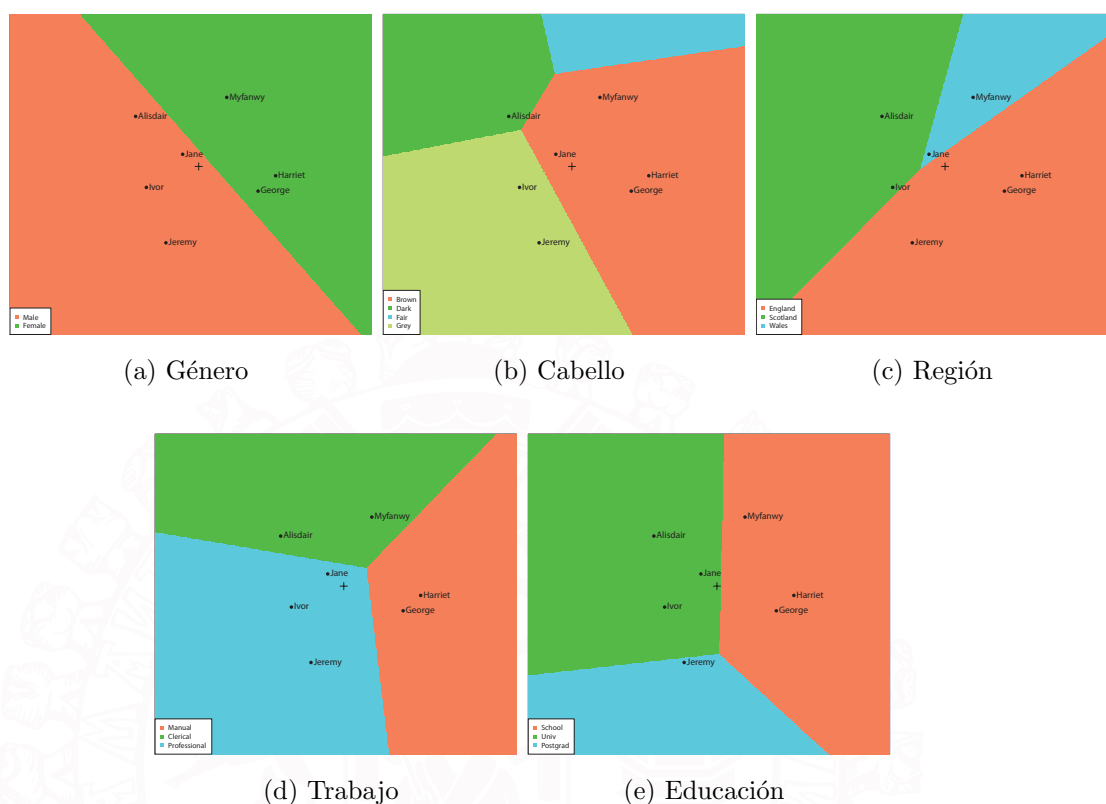 Myfanwy
Alisdair
Jane
Harriet
Ivor
George
Jeremy
Male
Female
(a) Género
Myfanwy
Alisdair
Jane
Harriet
Ivor
George
Jeremy
Brown
Dark
Fair
Grey
(b) Cabello
Myfanwy
Alisdair
Jane
Harriet
Ivor
George
Jeremy
England
Scotland
Wales
(c) Región
Myfanwy
Alisdair
Jane
Harriet
Ivor
George
Jeremy
Manual
Clerical
Professional
(d) Trabajo
Myfanwy
Alisdair
Jane
Harriet
Ivor
George
Jeremy
School
Univ
Postgrad
(e) Educación